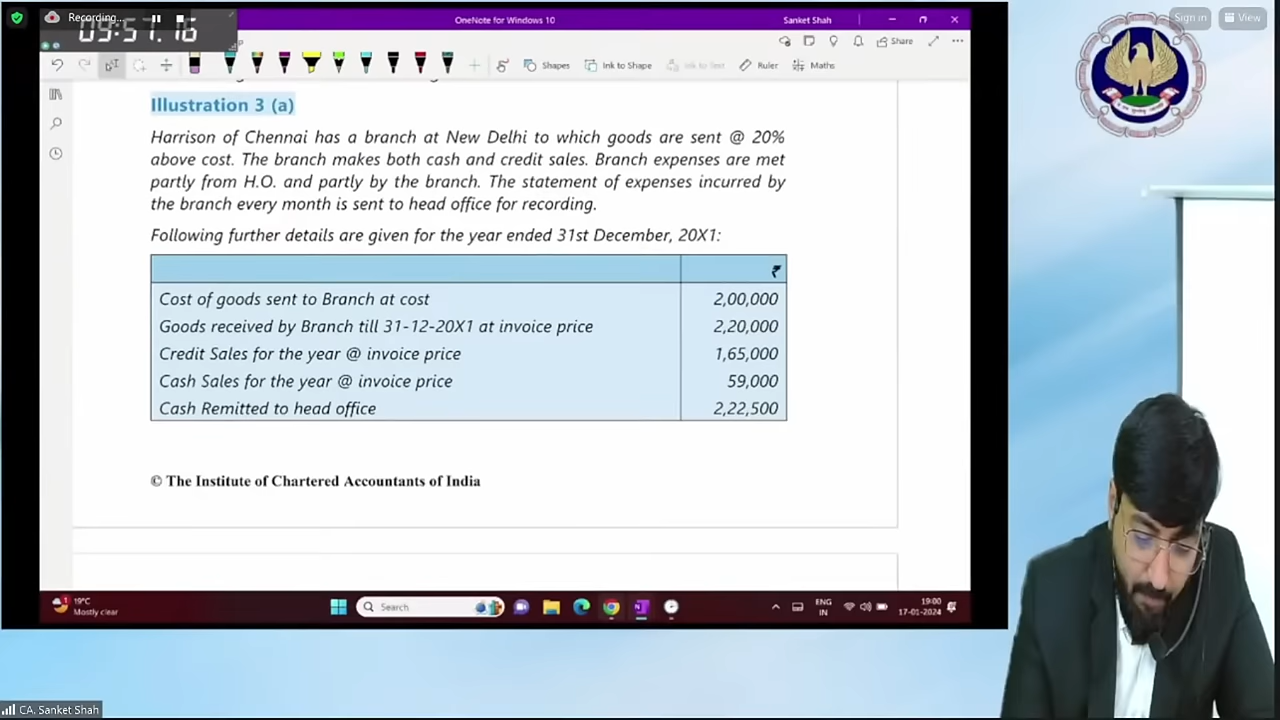 Recording...
09:57.16
OneNote for Windows 10
Sanket Shah
Sign in
View
Share
Shapes
Ink to Shape
Ink to Text
Ruler
Maths
Illustration 3 (a)
Harrison of Chennai has a branch at New Delhi to which goods are sent @ 20%
above cost. The branch makes both cash and credit sales. Branch expenses are met
partly from H.O. and partly by the branch. The statement of expenses incurred by
the branch every month is sent to head office for recording.
Following further details are given for the year ended 31st December, 20X1:
₹
Cost of goods sent to Branch at cost 2,00,000
Goods received by Branch till 31-12-20X1 at invoice price 2,20,000
Credit Sales for the year @ invoice price 1,65,000
Cash Sales for the year @ invoice price 59,000
Cash Remitted to head office 2,22,500
© The Institute of Chartered Accountants of India
19°C
Mostly clear
Search
ENG
IN
19:00
17-01-2024
CA. Sanket Shah